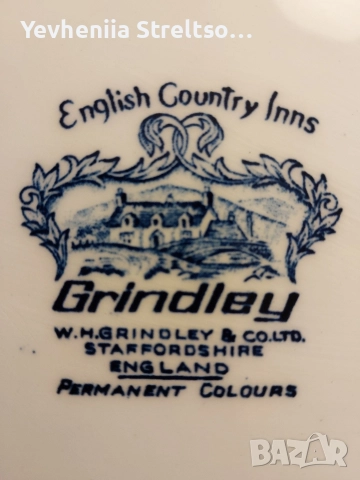 Yevheniia Streltso...
English Country Inns
Grindley
W.H.GRINDLEY & CO.LTD.
STAFFORDSHIRE
ENGLAND
PERMANENT COLOURS
BAZAR